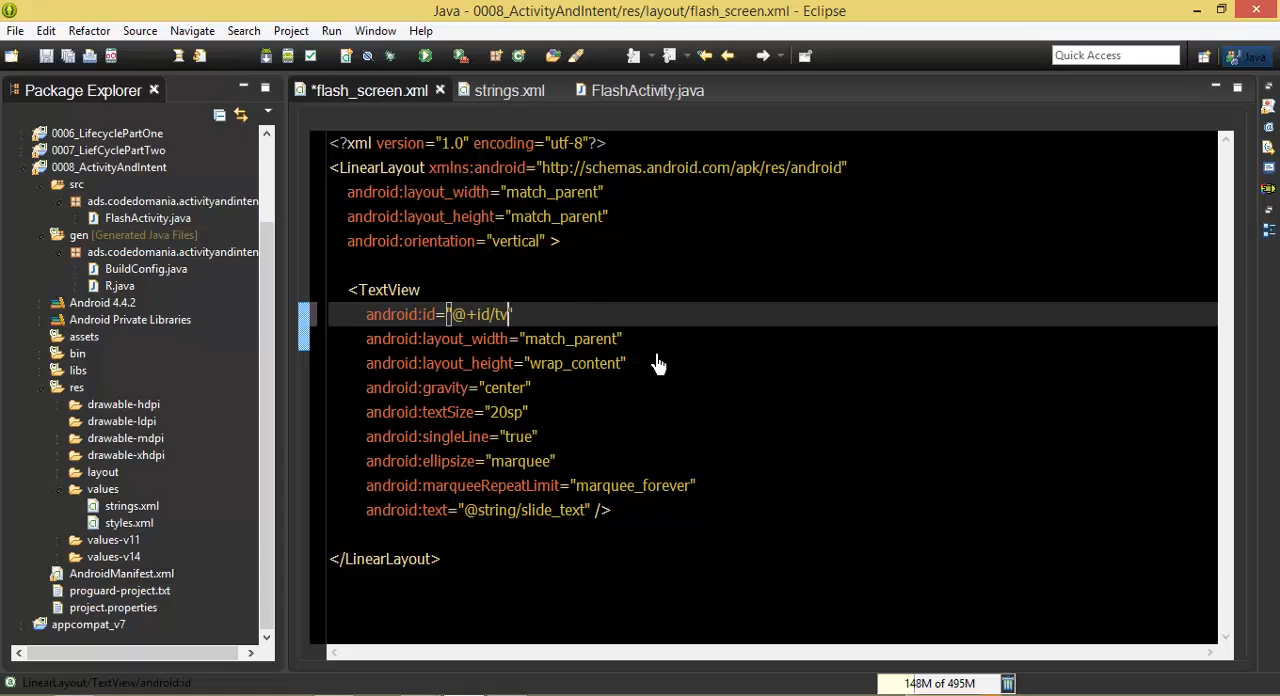 Java - 0008_ActivityAndIntent/res/layout/flash_screen.xml - Eclipse
File Edit Refactor Source Navigate Search Project Run Window Help
Quick Access
Java
Package Explorer
*flash_screen.xml
strings.xml
FlashActivity.java
0006_LifecyclePartOne
0007_LiefCyclePartTwo
0008_ActivityAndIntent
src
ads.codedomania.activityandinten
FlashActivity.java
gen [Generated Java Files]
ads.codedomania.activityandinten
BuildConfig.java
R.java
Android 4.4.2
Android Private Libraries
assets
bin
libs
res
drawable-hdpi
drawable-ldpi
drawable-mdpi
drawable-xhdpi
layout
values
strings.xml
styles.xml
values-v11
values-v14
AndroidManifest.xml
proguard-project.txt
project.properties
appcompat_v7
<?xml version="1.0" encoding="utf-8"?>
<LinearLayout xmlns:android="http://schemas.android.com/apk/res/android"
android:layout_width="match_parent"
android:layout_height="match_parent"
android:orientation="vertical" >
<TextView
android:id="@+id/tv"
android:layout_width="match_parent"
android:layout_height="wrap_content"
android:gravity="center"
android:textSize="20sp"
android:singleLine="true"
android:ellipsize="marquee"
android:marqueeRepeatLimit="marquee_forever"
android:text="@string/slide_text" />
</LinearLayout>
LinearLayout/TextView/android:id
148M of 495M